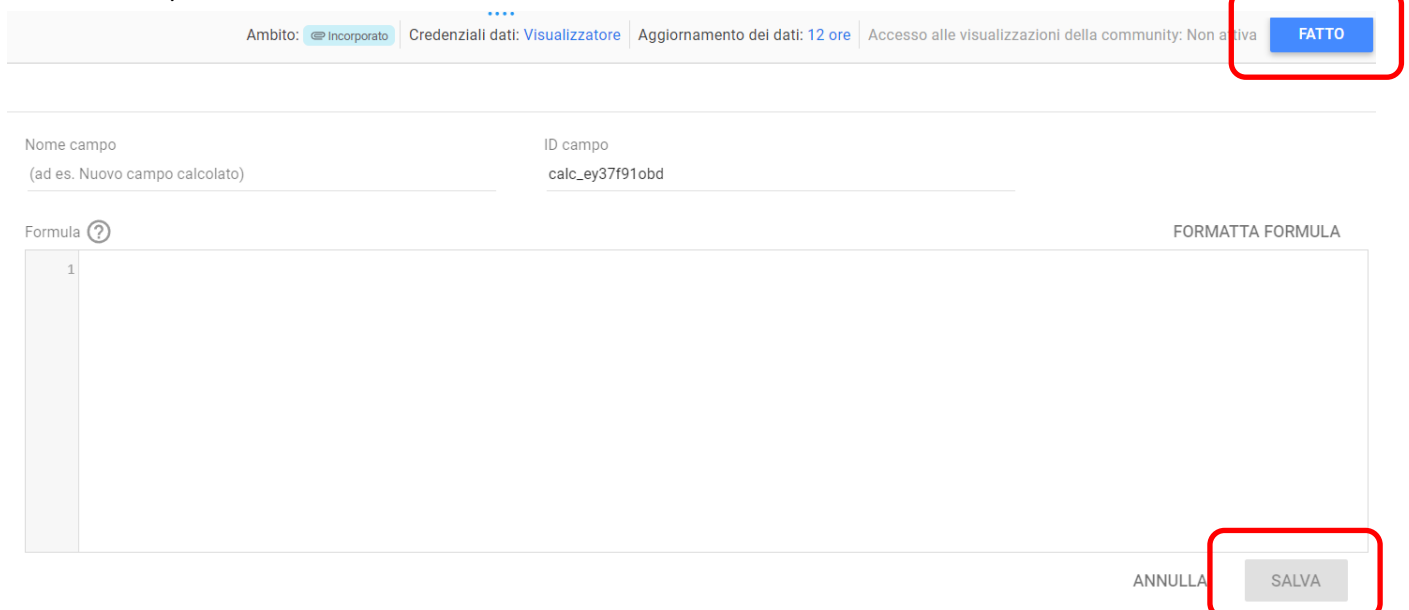 Ambito: Incorporato Credenziali dati: Visualizzatore Aggiornamento dei dati: 12 ore Accesso alle visualizzazioni della community: Non attiva FATTO
Nome campo ID campo
(ad es. Nuovo campo calcolato) calc_ey37f91obd
Formula ? FORMATTA FORMULA
1
ANNULLA SALVA